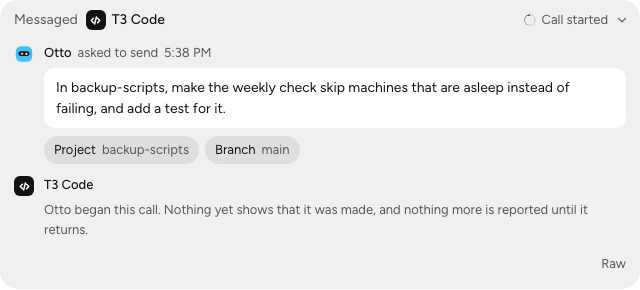 Messaged T3 Code Call started
Otto asked to send 5:38 PM
In backup-scripts, make the weekly check skip machines that are asleep instead of
failing, and add a test for it.
Project backup-scripts Branch main
T3 Code
Otto began this call. Nothing yet shows that it was made, and nothing more is reported until it
returns.
Raw